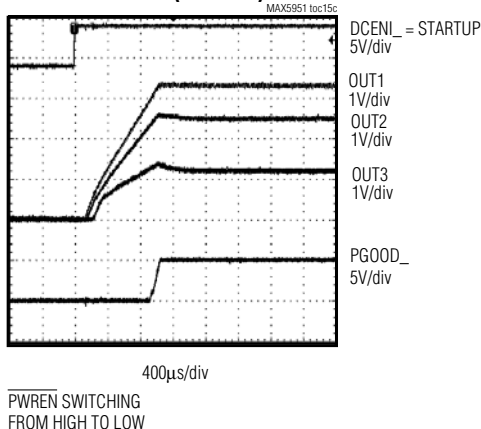 MAX5951 toc15c
DCENI_ = STARTUP
5V/div
OUT1
1V/div
OUT2
1V/div
OUT3
1V/div
PGOOD_
5V/div
400µs/div
PWREN SWITCHING
FROM HIGH TO LOW